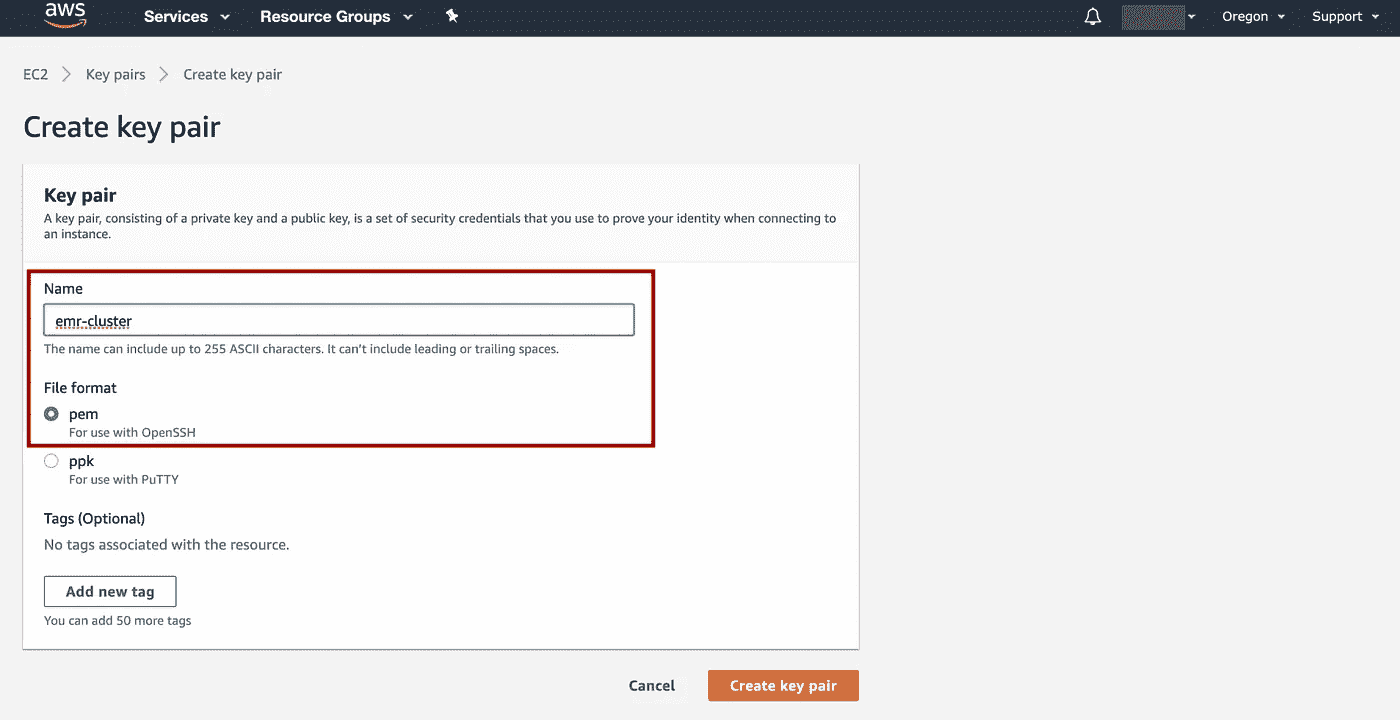 aws
Services
Resource Groups
Oregon
Support
EC2
Key pairs
Create key pair
Create key pair
Key pair
A key pair, consisting of a private key and a public key, is a set of security credentials that you use to prove your identity when connecting to
an instance.
Name
emr-cluster
The name can include up to 255 ASCII characters. It can't include leading or trailing spaces.
File format
pem
For use with OpenSSH
ppk
For use with PuTTY
Tags (Optional)
No tags associated with the resource.
Add new tag
You can add 50 more tags
Cancel
Create key pair